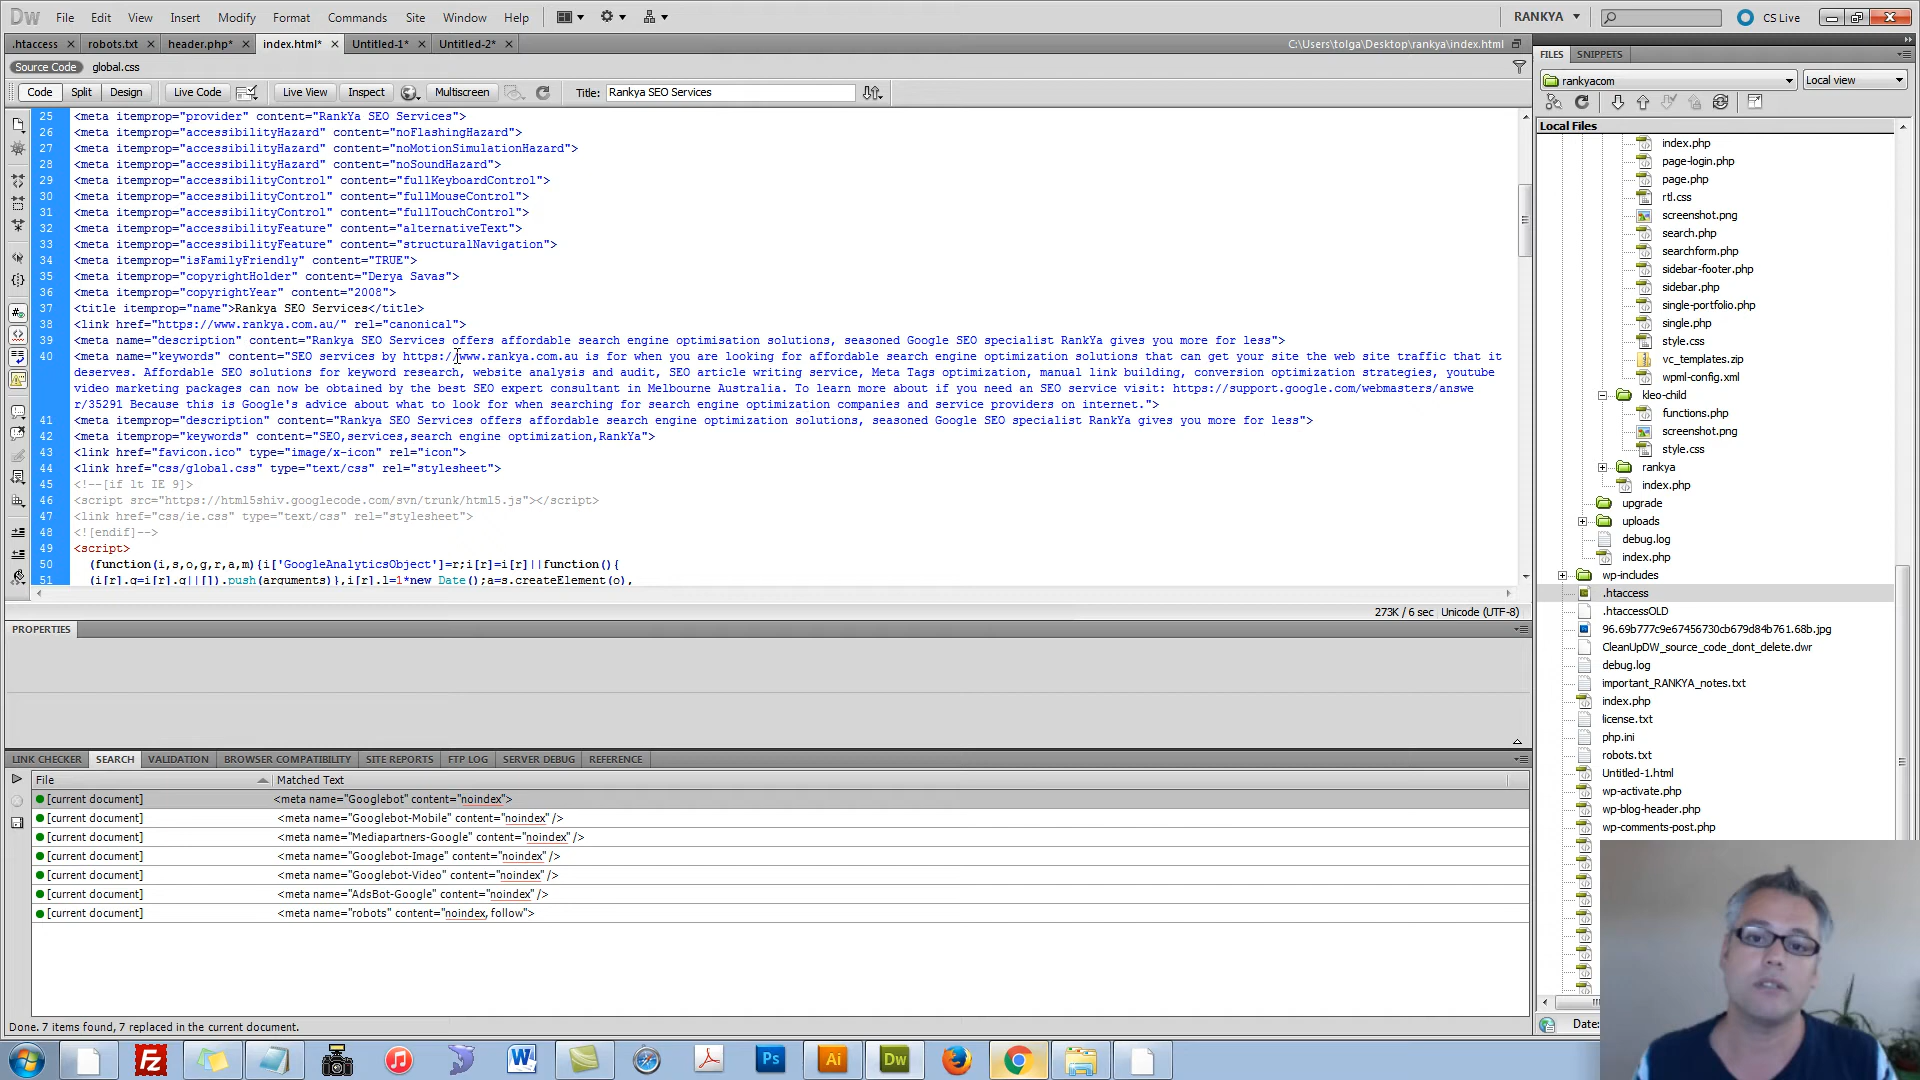 Dw File Edit View Insert Modify Format Commands Site Window Help RANKYA CS Live
.htaccess robots.txt header.php* index.html* Untitled-1* Untitled-2* C:\Users\tolga\Desktop\rankya\index.html
Source Code global.css
Code Split Design Live Code Live View Inspect Multiscreen Title: Rankya SEO Services
25 <meta itemprop="provider" content="RankYa SEO Services">
26 <meta itemprop="accessibilityHazard" content="noFlashingHazard">
27 <meta itemprop="accessibilityHazard" content="noMotionSimulationHazard">
28 <meta itemprop="accessibilityHazard" content="noSoundHazard">
29 <meta itemprop="accessibilityControl" content="fullKeyboardControl">
30 <meta itemprop="accessibilityControl" content="fullMouseControl">
31 <meta itemprop="accessibilityControl" content="fullTouchControl">
32 <meta itemprop="accessibilityFeature" content="alternativeText">
33 <meta itemprop="accessibilityFeature" content="structuralNavigation">
34 <meta itemprop="isFamilyFriendly" content="TRUE">
35 <meta itemprop="copyrightHolder" content="Derya Savas">
36 <meta itemprop="copyrightYear" content="2008">
37 <title itemprop="name">Rankya SEO Services</title>
38 <link href="https://www.rankya.com.au/" rel="canonical">
39 <meta name="description" content="Rankya SEO Services offers affordable search engine optimisation solutions, seasoned Google SEO specialist RankYa gives you more for less">
40 <meta name="keywords" content="SEO services by https://www.rankya.com.au is for when you are looking for affordable search engine optimization solutions that can get your site the web site traffic that it
deserves. Affordable SEO solutions for keyword research, website analysis and audit, SEO article writing service, Meta Tags optimization, manual link building, conversion optimization strategies, youtube
video marketing packages can now be obtained by the best SEO expert consultant in Melbourne Australia. To learn more about if you need an SEO service visit: https://support.google.com/webmasters/answe
r/35291 Because this is Google's advice about what to look for when searching for search engine optimization companies and service providers on internet.">
41 <meta itemprop="description" content="Rankya SEO Services offers affordable search engine optimization solutions, seasoned Google SEO specialist RankYa gives you more for less">
42 <meta itemprop="keywords" content="SEO,services,search engine optimization,RankYa">
43 <link href="favicon.ico" type="image/x-icon" rel="icon">
44 <link href="css/global.css" type="text/css" rel="stylesheet">
45 <!--[if lt IE 9]>
46 <script src="https://html5shiv.googlecode.com/svn/trunk/html5.js"></script>
47 <link href="css/ie.css" type="text/css" rel="stylesheet">
48 <![endif]-->
49 <script>
50 (function(i,s,o,g,r,a,m){i['GoogleAnalyticsObject']=r;i[r]=i[r]||function(){
51 (i[r].q=i[r].q||[]).push(arguments)},i[r].l=1*new Date();a=s.createElement(o),
273K / 6 sec Unicode (UTF-8)
PROPERTIES
LINK CHECKER SEARCH VALIDATION BROWSER COMPATIBILITY SITE REPORTS FTP LOG SERVER DEBUG REFERENCE
File Matched Text
[current document] <meta name="Googlebot" content="noindex">
[current document] <meta name="Googlebot-Mobile" content="noindex" />
[current document] <meta name="Mediapartners-Google" content="noindex" />
[current document] <meta name="Googlebot-Image" content="noindex" />
[current document] <meta name="Googlebot-Video" content="noindex" />
[current document] <meta name="AdsBot-Google" content="noindex" />
[current document] <meta name="robots" content="noindex, follow">
Done. 7 items found, 7 replaced in the current document.
FILES SNIPPETS
rankyacom Local view
Local Files
index.php
page-login.php
page.php
rtl.css
screenshot.png
search.php
searchform.php
sidebar-footer.php
sidebar.php
single-portfolio.php
single.php
style.css
vc_templates.zip
wpml-config.xml
kleo-child
functions.php
screenshot.png
style.css
rankya
index.php
upgrade
uploads
debug.log
index.php
wp-includes
.htaccess
.htaccessOLD
96.69b777c9e67456730cb679d84b761.68b.jpg
CleanUpDW_source_code_dont_delete.dwr
debug.log
important_RANKYA_notes.txt
index.php
license.txt
php.ini
robots.txt
Untitled-1.html
wp-activate.php
wp-blog-header.php
wp-comments-post.php
Date:
Fz W Ps Ai Dw